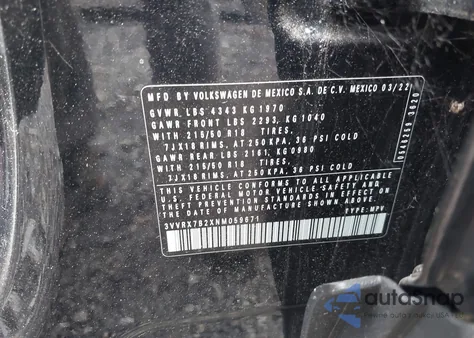 MFD BY VOLKSWAGEN DE MEXICO S.A. DE C.V. MEXICO 03/22
GVWR, LBS 4343 KG 1970
GAWR FRONT LBS 2293, KG 1040
WITH 215/50 R18 TIRES,
7JX18 RIMS, AT 250 KPA, 36 PSI COLD
GAWR REAR LBS 2161, KG 0980
WITH 215/50 R18 TIRES,
7JX18 RIMS, AT 250 KPA, 36 PSI COLD
THIS VEHICLE CONFORMS TO ALL APPLICABLE
U.S. FEDERAL MOTOR VEHICLE SAFETY AND
THEFT PREVENTION STANDARDS IN EFFECT ON
THE DATE OF MANUFACTURE SHOWN ABOVE.
3VVRX7B2XNM059671 TYPE: MPV
autoSnap